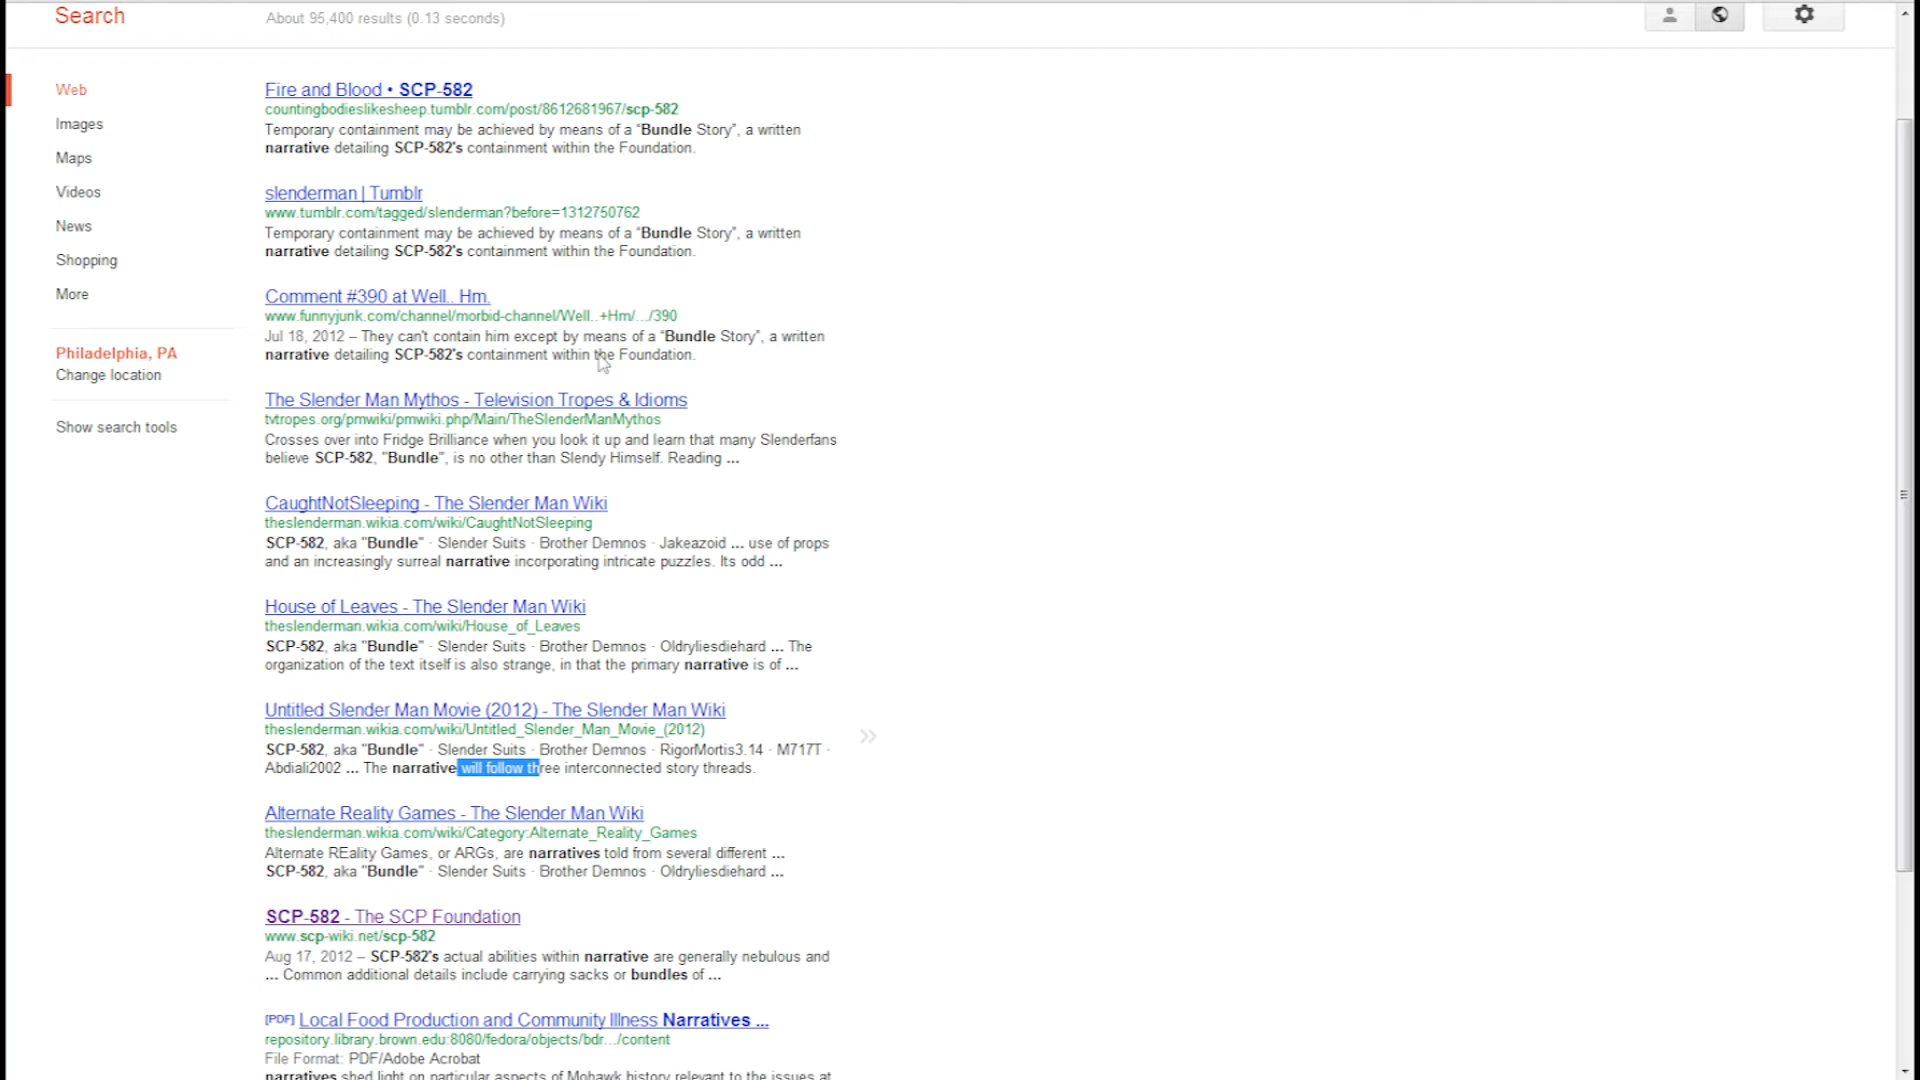 Search
About 95,400 results (0.13 seconds)
Web
Images
Maps
Videos
News
Shopping
More
Philadelphia, PA
Change location
Show search tools
Fire and Blood • SCP-582
countingbodieslikesheep.tumblr.com/post/8612681967/scp-582
Temporary containment may be achieved by means of a “Bundle Story”, a written
narrative detailing SCP-582's containment within the Foundation.
slenderman | Tumblr
www.tumblr.com/tagged/slenderman?before=1312750762
Temporary containment may be achieved by means of a “Bundle Story”, a written
narrative detailing SCP-582's containment within the Foundation.
Comment #390 at Well.. Hm.
www.funnyjunk.com/channel/morbid-channel/Well..+Hm/.../390
Jul 18, 2012 – They can't contain him except by means of a “Bundle Story”, a written
narrative detailing SCP-582's containment within the Foundation.
The Slender Man Mythos - Television Tropes & Idioms
tvtropes.org/pmwiki/pmwiki.php/Main/TheSlenderManMythos
Crosses over into Fridge Brilliance when you look it up and learn that many Slenderfans
believe SCP-582, "Bundle", is no other than Slendy Himself. Reading ...
CaughtNotSleeping - The Slender Man Wiki
theslenderman.wikia.com/wiki/CaughtNotSleeping
SCP-582, aka "Bundle" · Slender Suits · Brother Demnos · Jakeazoid ... use of props
and an increasingly surreal narrative incorporating intricate puzzles. Its odd ...
House of Leaves - The Slender Man Wiki
theslenderman.wikia.com/wiki/House_of_Leaves
SCP-582, aka "Bundle" · Slender Suits · Brother Demnos · Oldryliesdiehard ... The
organization of the text itself is also strange, in that the primary narrative is of ...
Untitled Slender Man Movie (2012) - The Slender Man Wiki
theslenderman.wikia.com/wiki/Untitled_Slender_Man_Movie_(2012)
SCP-582, aka "Bundle" · Slender Suits · Brother Demnos · RigorMortis3.14 · M717T ·
Abdiali2002 ... The narrative will follow three interconnected story threads.
Alternate Reality Games - The Slender Man Wiki
theslenderman.wikia.com/wiki/Category:Alternate_Reality_Games
Alternate REality Games, or ARGs, are narratives told from several different ...
SCP-582, aka "Bundle" · Slender Suits · Brother Demnos · Oldryliesdiehard ...
SCP-582 - The SCP Foundation
www.scp-wiki.net/scp-582
Aug 17, 2012 – SCP-582's actual abilities within narrative are generally nebulous and
... Common additional details include carrying sacks or bundles of ...
[PDF] Local Food Production and Community Illness Narratives ...
repository.library.brown.edu:8080/fedora/objects/bdr.../content
File Format: PDF/Adobe Acrobat
narratives shed light on particular aspects of Mohawk history relevant to the issues at